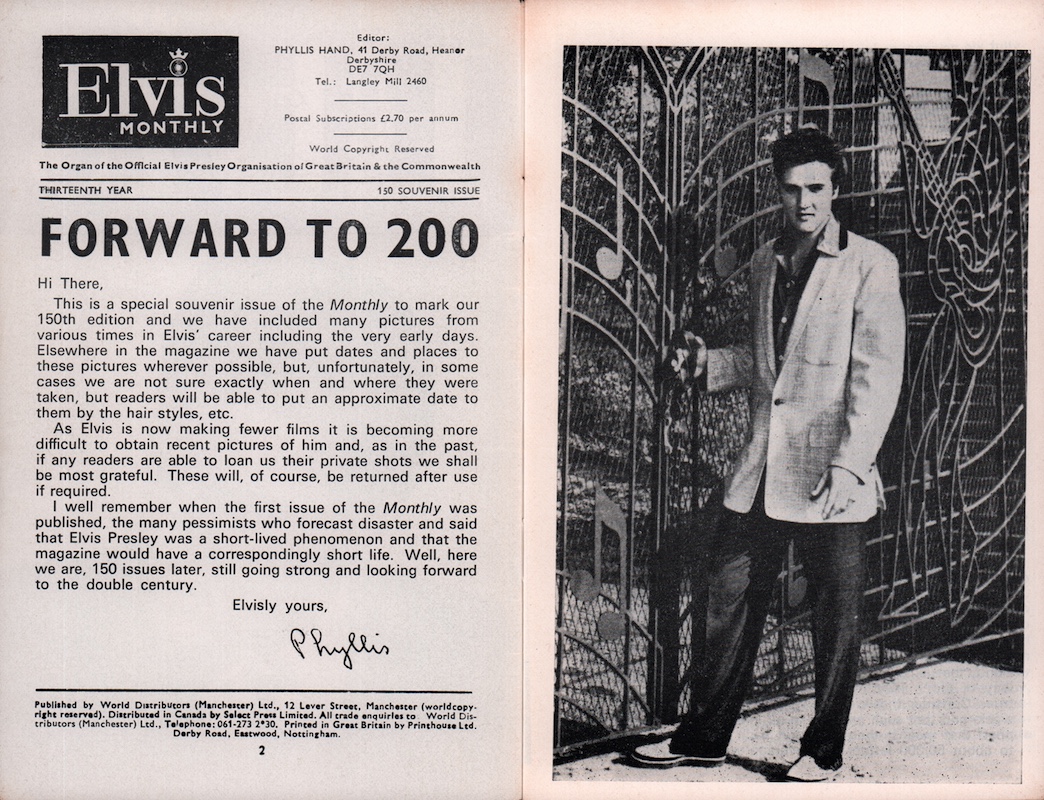 Elvis
MONTHLY
Editor:
PHYLLIS HAND, 41 Derby Road, Heanor
Derbyshire
DE7 7QH
Tel.: Langley Mill 2460
Postal Subscriptions £2.70 per annum
World Copyright Reserved
The Organ of the Official Elvis Presley Organisation of Great Britain & the Commonwealth
THIRTEENTH YEAR 150 SOUVENIR ISSUE
FORWARD TO 200
Hi There,
This is a special souvenir issue of the Monthly to mark our
150th edition and we have included many pictures from
various times in Elvis' career including the very early days.
Elsewhere in the magazine we have put dates and places to
these pictures wherever possible, but, unfortunately, in some
cases we are not sure exactly when and where they were
taken, but readers will be able to put an approximate date to
them by the hair styles, etc.
As Elvis is now making fewer films it is becoming more
difficult to obtain recent pictures of him and, as in the past,
if any readers are able to loan us their private shots we shall
be most grateful. These will, of course, be returned after use
if required.
I well remember when the first issue of the Monthly was
published, the many pessimists who forecast disaster and said
that Elvis Presley was a short-lived phenomenon and that the
magazine would have a correspondingly short life. Well, here
we are, 150 issues later, still going strong and looking forward
to the double century.
Elvisly yours,
Phyllis
Published by World Distributors (Manchester) Ltd., 12 Lever Street, Manchester (worldcopy-
right reserved). Distributed in Canada by Select Press Limited. All trade enquiries to World Dis-
tributors (Manchester) Ltd., Telephone: 061-273 Printed in Great Britain by Printhouse Ltd.
Derby Road, Eastwood, Nottingham.
2